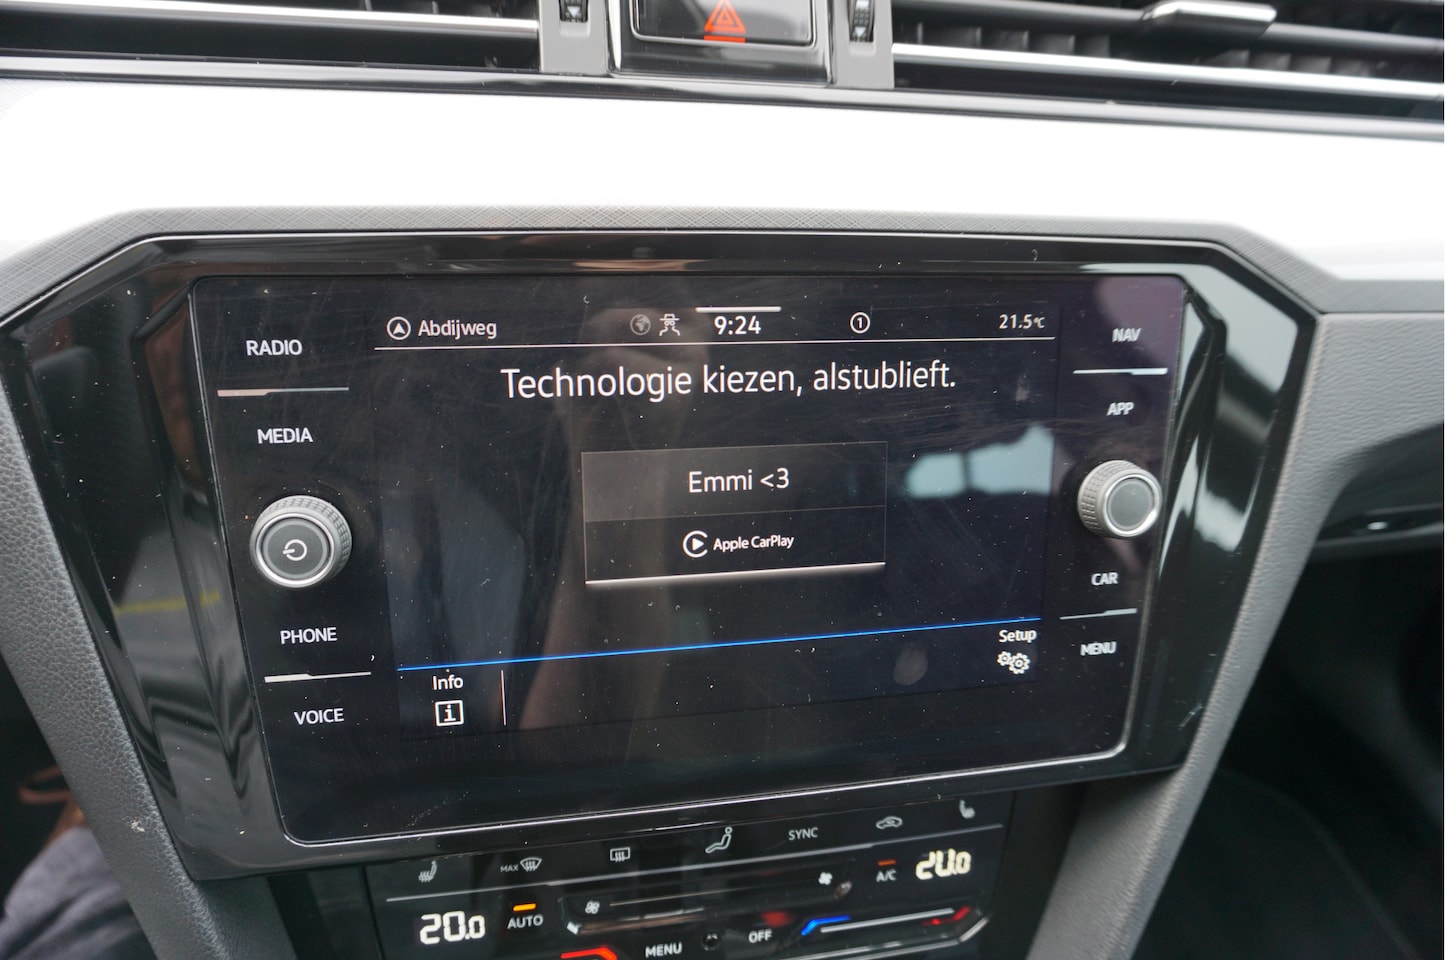 Abdijweg
9:24
1
21.5°C
RADIO
MEDIA
PHONE
VOICE
Technologie kiezen, alstublieft.
Emmi <3
Apple CarPlay
Info
i
Setup
NAV
APP
CAR
MENU
MAX
SYNC
20.0
AUTO
MENU
OFF
A/C